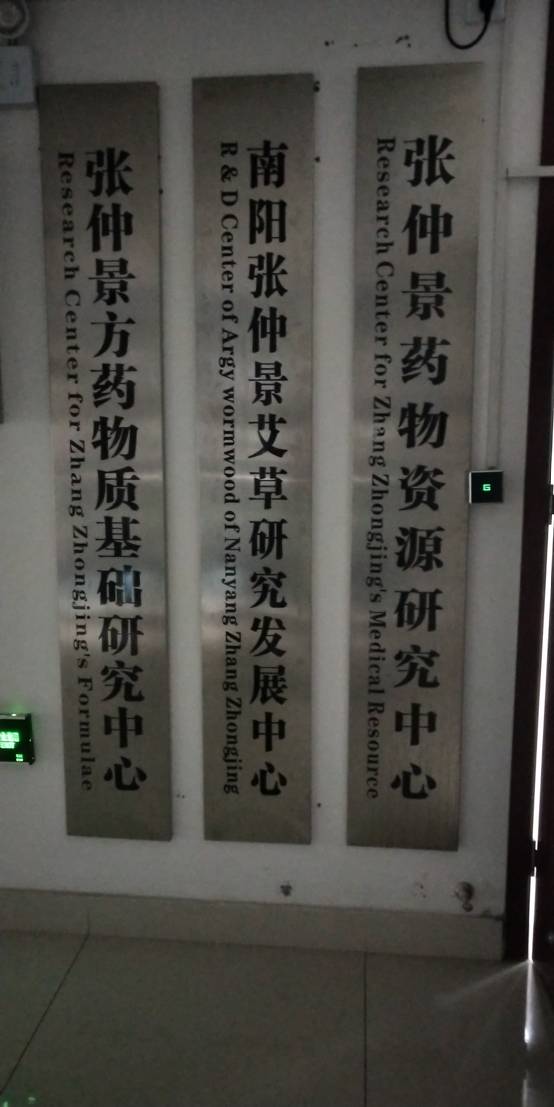 张仲景方药物质基础研究中心
Research Center for Zhang Zhongjing's Formulae
南阳张仲景艾草研究发展中心
R & D Center of Argy wormwood of Nanyang Zhang Zhongjing
张仲景药物资源研究中心
Research Center for Zhang Zhongjing's Medical Resource